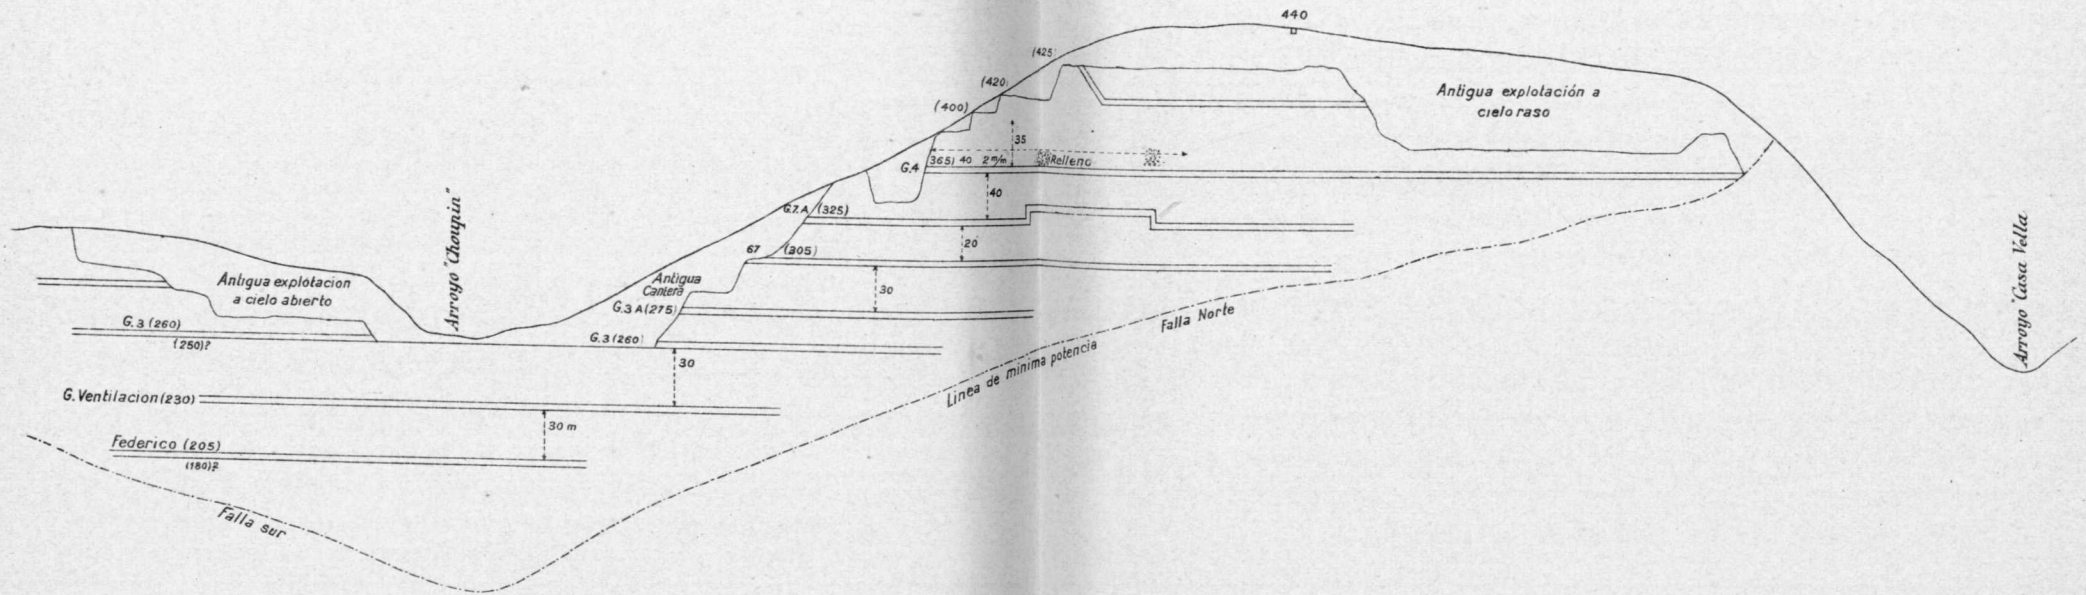 440
(425)
(420)
(400)
Antigua explotación a
cielo raso
35
365) 40 2 m/m Relleno
G.4
40
G.7.A (325)
67 (305)
20
Antigua
Cantera
30
G.3 A (275)
G.3 (260)
30
Arroyo "Choupin"
Antigua explotacion
a cielo abierto
G.3 (260)
(250)?
G. Ventilacion (230)
30 m
Federico (205)
(180)?
Falla sur
Linea de minima potencia
Falla Norte
Arroyo "Casa Vella